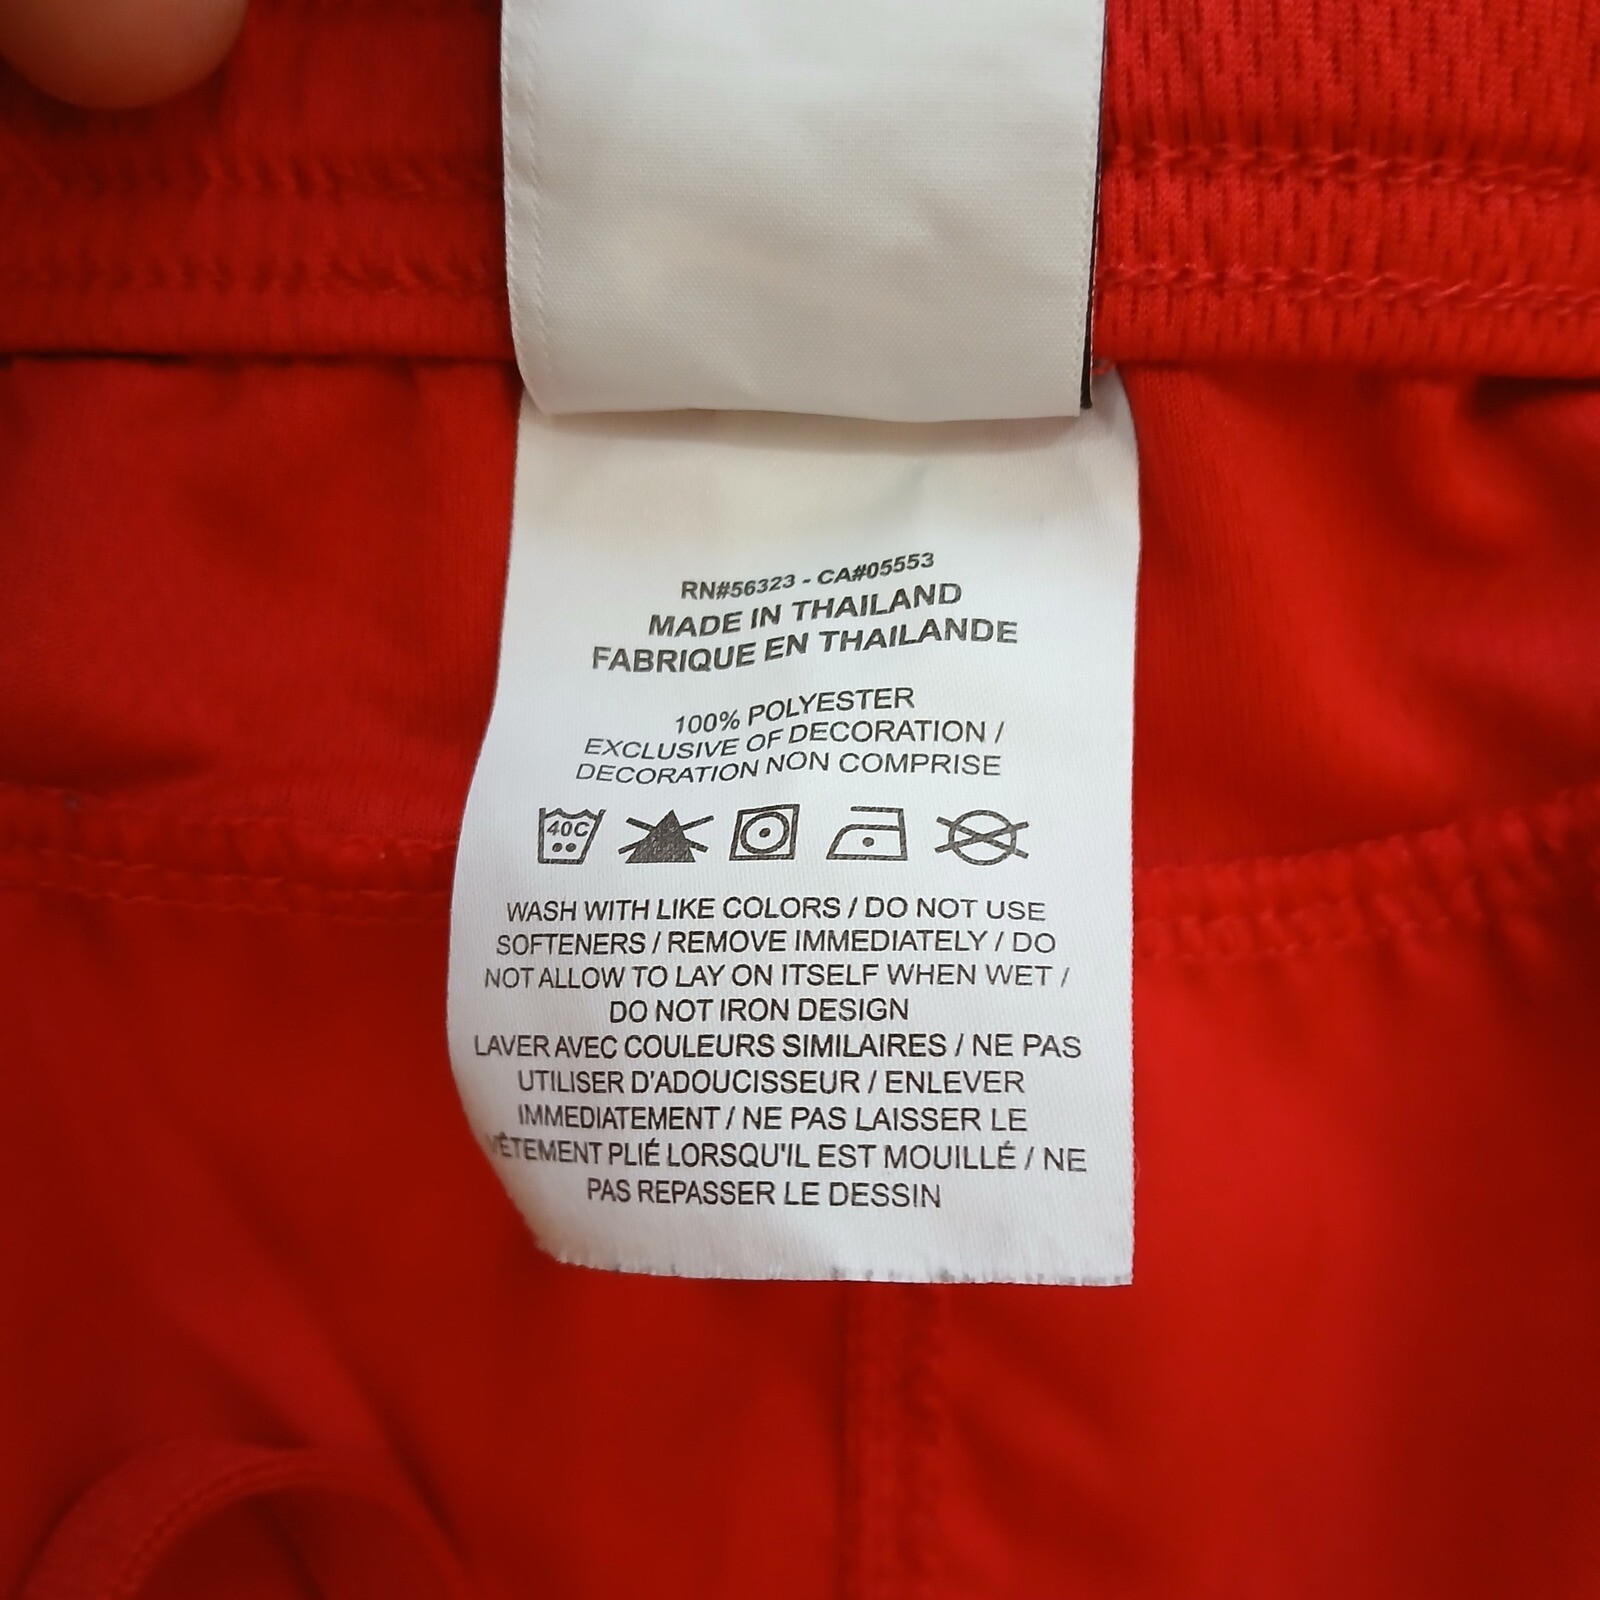 RN#56323 - CA#05553
MADE IN THAILAND
FABRIQUE EN THAILANDE
100% POLYESTER
EXCLUSIVE OF DECORATION /
DECORATION NON COMPRISE
40C
WASH WITH LIKE COLORS / DO NOT USE
SOFTENERS / REMOVE IMMEDIATELY / DO
NOT ALLOW TO LAY ON ITSELF WHEN WET /
DO NOT IRON DESIGN
LAVER AVEC COULEURS SIMILAIRES / NE PAS
UTILISER D'ADOUCISSEUR / ENLEVER
IMMEDIATEMENT / NE PAS LAISSER LE
VÊTEMENT PLIÉ LORSQU'IL EST MOUILLÉ / NE
PAS REPASSER LE DESSIN